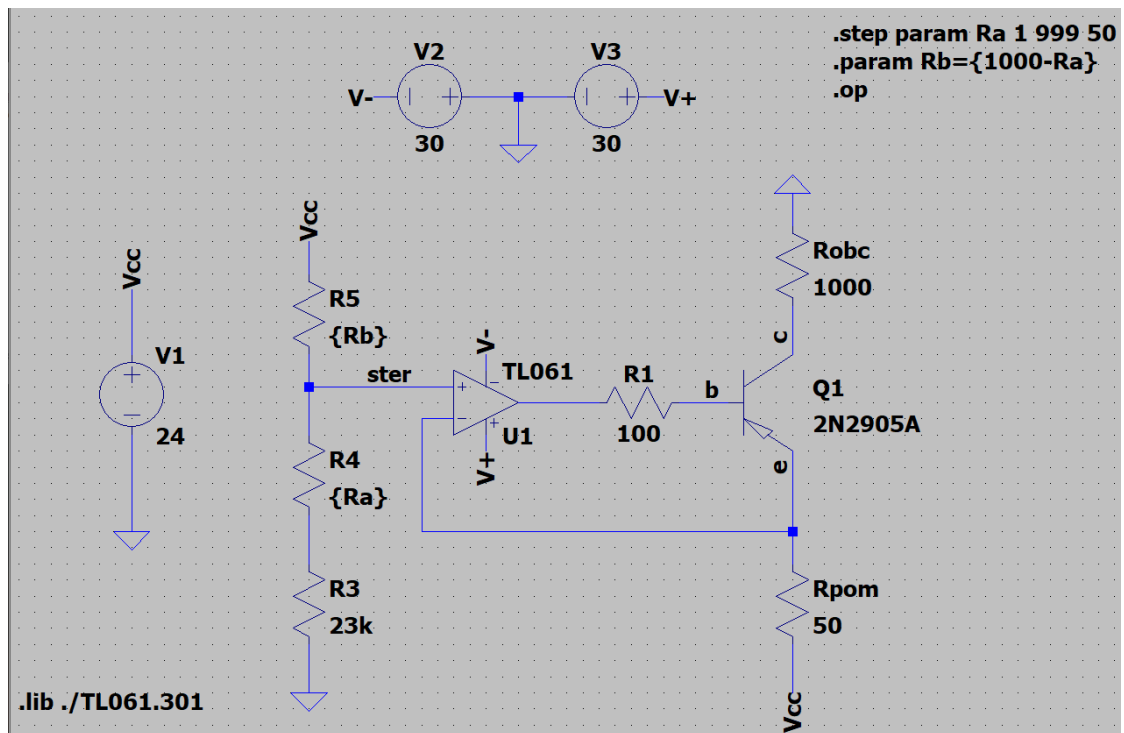 .step param Ra 1 999 50
.param Rb={1000-Ra}
.op
V2
V3
V-
V+
30
30
Vcc
Vcc
V1
24
R5
{Rb}
ster
R4
{Ra}
R3
23k
V-
TL061
U1
V+
R1
100
b
Robc
1000
c
Q1
2N2905A
e
Rpom
50
Vcc
.lib ./TL061.301